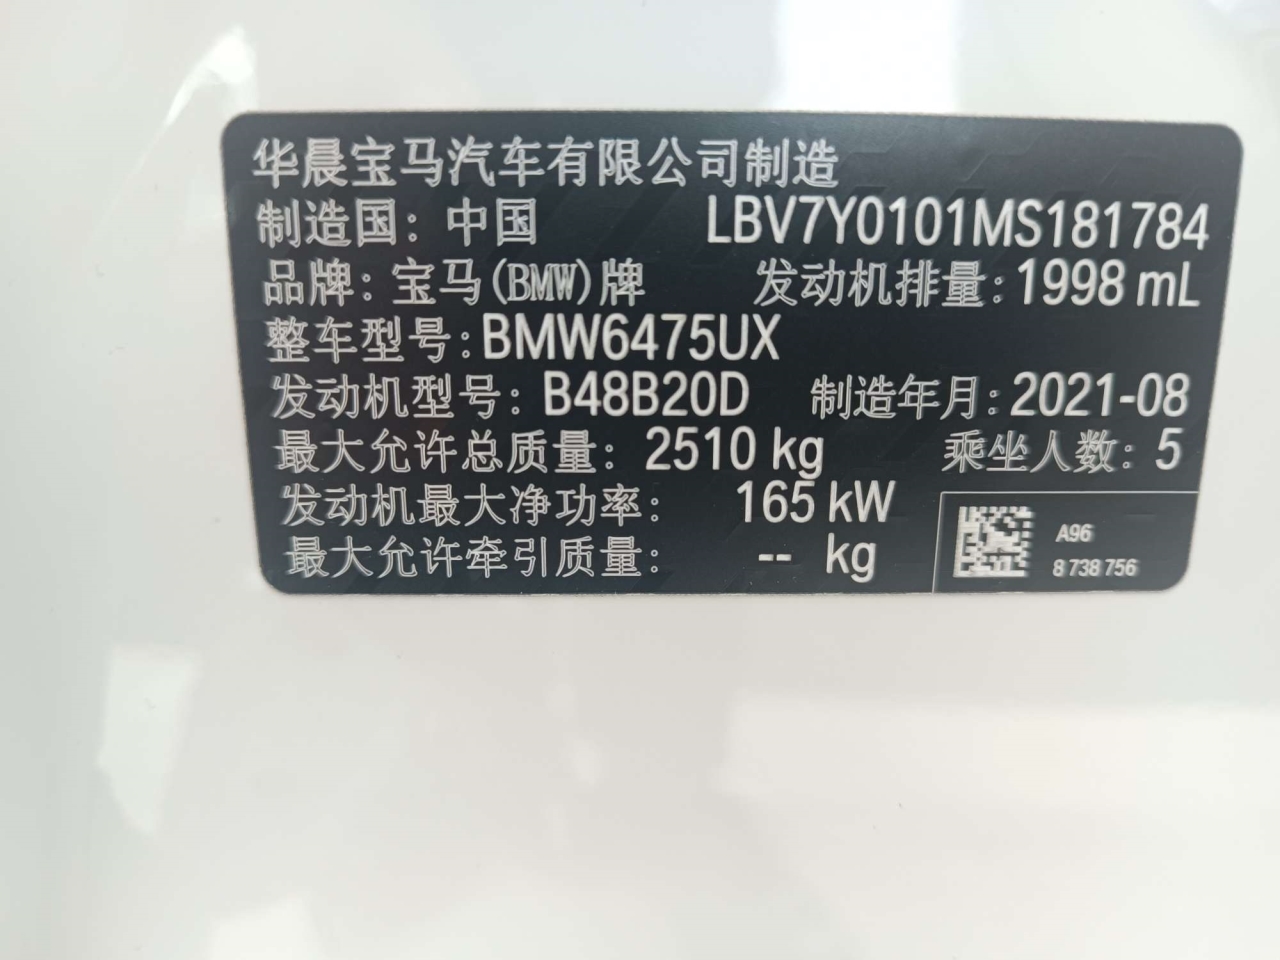 华晨宝马汽车有限公司制造
制造国：中国 LBV7Y0101MS181784
品牌：宝马(BMW)牌 发动机排量：1998 mL
整车型号：BMW6475UX
发动机型号：B48B20D 制造年月：2021-08
最大允许总质量：2510 kg 乘坐人数：5
发动机最大净功率：165 kW
最大允许牵引质量：-- kg
A96
8 738 756